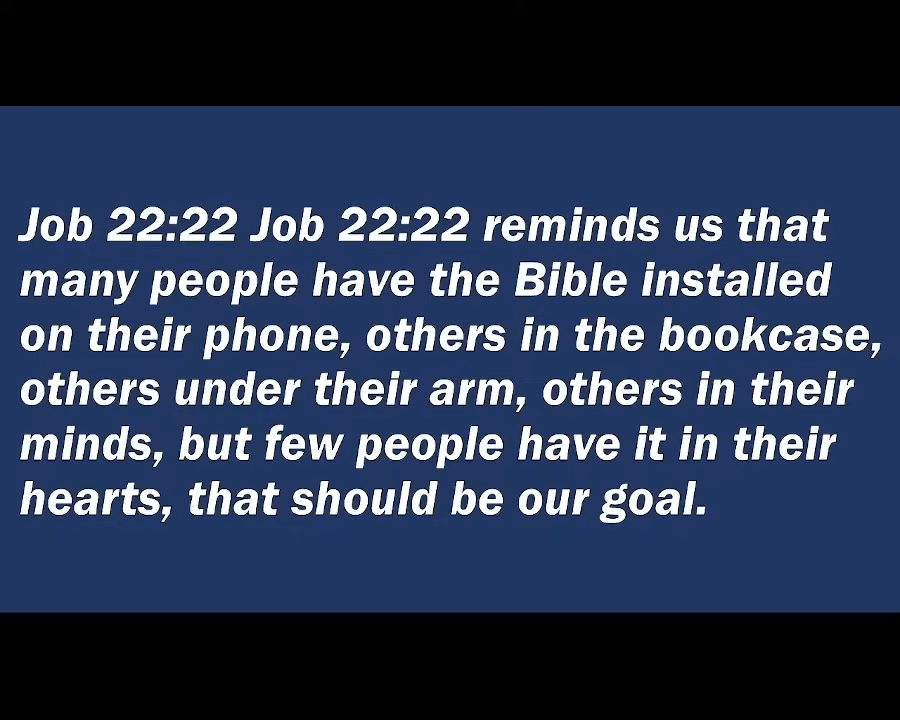 Job 22:22 Job 22:22 reminds us that
many people have the Bible installed
on their phone, others in the bookcase,
others under their arm, others in their
minds, but few people have it in their
hearts, that should be our goal.